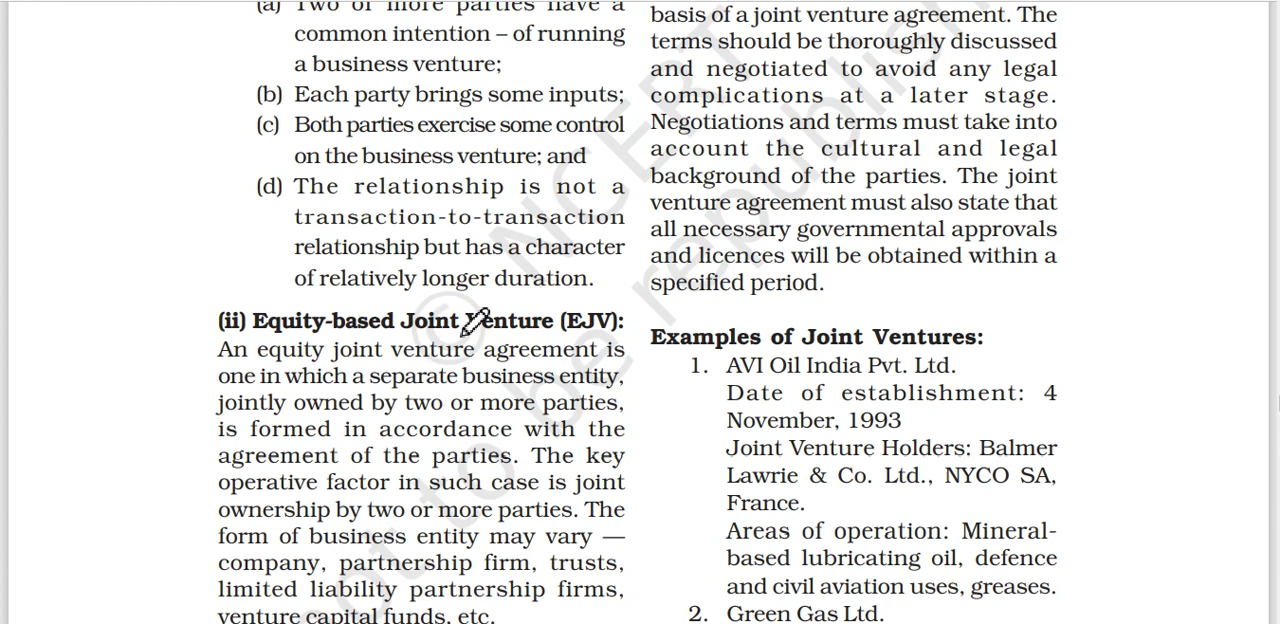 (a) Two or more parties have a
common intention – of running
a business venture;
(b) Each party brings some inputs;
(c) Both parties exercise some control
on the business venture; and
(d) The relationship is not a
transaction-to-transaction
relationship but has a character
of relatively longer duration.
(ii) Equity-based Joint Venture (EJV):
An equity joint venture agreement is
one in which a separate business entity,
jointly owned by two or more parties,
is formed in accordance with the
agreement of the parties. The key
operative factor in such case is joint
ownership by two or more parties. The
form of business entity may vary —
company, partnership firm, trusts,
limited liability partnership firms,
venture capital funds, etc.
basis of a joint venture agreement. The
terms should be thoroughly discussed
and negotiated to avoid any legal
complications at a later stage.
Negotiations and terms must take into
account the cultural and legal
background of the parties. The joint
venture agreement must also state that
all necessary governmental approvals
and licences will be obtained within a
specified period.
Examples of Joint Ventures:
1. AVI Oil India Pvt. Ltd.
Date of establishment: 4
November, 1993
Joint Venture Holders: Balmer
Lawrie & Co. Ltd., NYCO SA,
France.
Areas of operation: Mineral-
based lubricating oil, defence
and civil aviation uses, greases.
2. Green Gas Ltd.
© NCERT
not to be republish